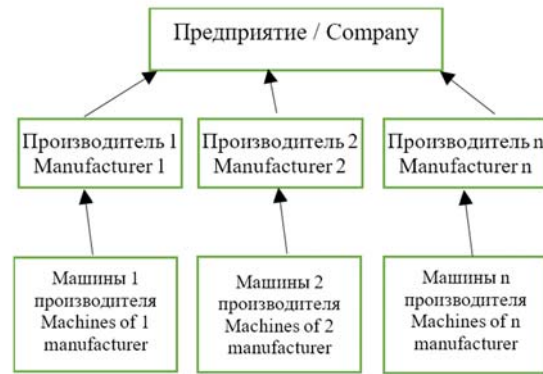 Предприятие / Company
Производитель 1
Manufacturer 1
Производитель 2
Manufacturer 2
Производитель n
Manufacturer n
Машины 1
производителя
Machines of 1
manufacturer
Машины 2
производителя
Machines of 2
manufacturer
Машины n
производителя
Machines of n
manufacturer